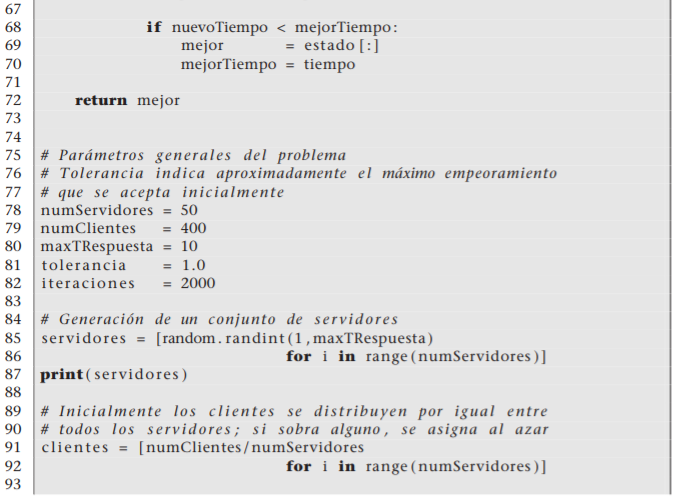 67
68 if nuevoTiempo < mejorTiempo:
69 mejor = estado[:]
70 mejorTiempo = tiempo
71
72 return mejor
73
74
75 # Parámetros generales del problema
76 # Tolerancia indica aproximadamente el máximo empeoramiento
77 # que se acepta inicialmente
78 numServidores = 50
79 numClientes = 400
80 maxTRespuesta = 10
81 tolerancia = 1.0
82 iteraciones = 2000
83
84 # Generación de un conjunto de servidores
85 servidores = [random.randint(1,maxTRespuesta)
86 for i in range(numServidores)]
87 print(servidores)
88
89 # Inicialmente los clientes se distribuyen por igual entre
90 # todos los servidores; si sobra alguno, se asigna al azar
91 clientes = [numClientes/numServidores
92 for i in range(numServidores)]
93